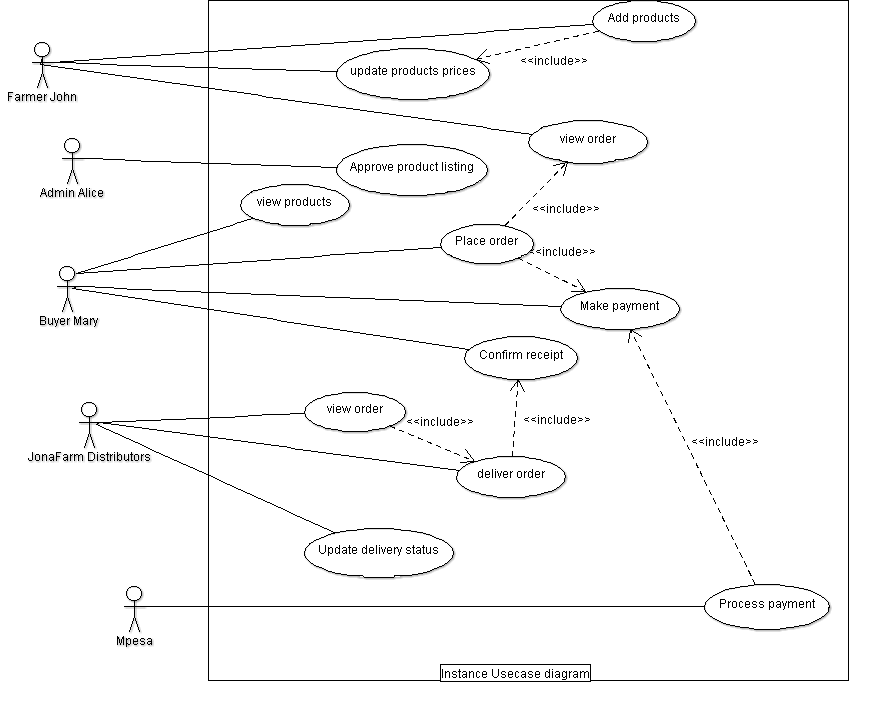 Add products
<<include>>
update products prices
Farmer John
view order
Approve product listing
Admin Alice
view products
<<include>>
Place order
<<include>>
Make payment
Buyer Mary
Confirm receipt
view order
<<include>>
<<include>>
<<include>>
JonaFarm Distributors
deliver order
Update delivery status
Process payment
Mpesa
Instance Usecase diagram